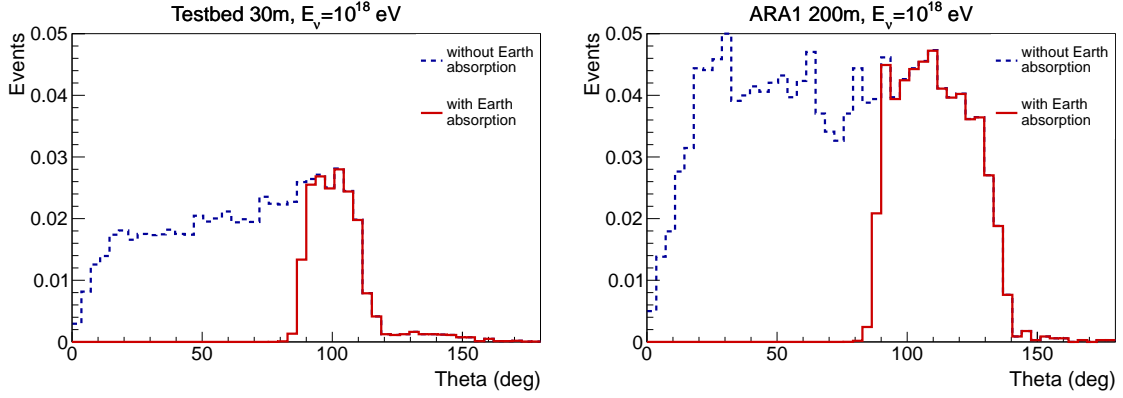 Testbed 30m, Eν=10^18 eV
Events
0.05
0.04
0.03
0.02
0.01
0
without Earth
absorption
with Earth
absorption
0
50
100
150
Theta (deg)
ARA1 200m, Eν=10^18 eV
Events
0.05
0.04
0.03
0.02
0.01
0
without Earth
absorption
with Earth
absorption
0
50
100
150
Theta (deg)